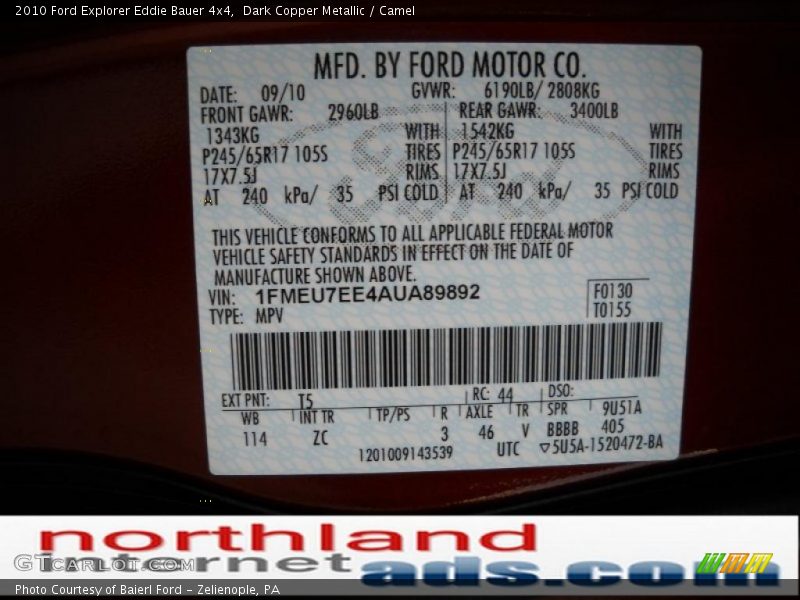 2010 Ford Explorer Eddie Bauer 4x4,  Dark Copper Metallic / Camel
MFD. BY FORD MOTOR CO.
DATE: 09/10 GVWR: 6190LB/ 2808KG
FRONT GAWR: 2960LB REAR GAWR: 3400LB
1343KG WITH 1542KG WITH
P245/65R17 105S TIRES P245/65R17 105S TIRES
17X7.5J RIMS 17X7.5J RIMS
AT 240 kPa/ 35 PSI COLD AT 240 kPa/ 35 PSI COLD
THIS VEHICLE CONFORMS TO ALL APPLICABLE FEDERAL MOTOR
VEHICLE SAFETY STANDARDS IN EFFECT ON THE DATE OF
MANUFACTURE SHOWN ABOVE.
VIN: 1FMEU7EE4AUA89892 F0130
TYPE: MPV T0155
EXT PNT: T5 RC: 44 DSO:
WB INT TR TP/PS R AXLE TR SPR 9U51A
114 ZC 3 46 V BBBB 405
1201009143539 UTC ▽5U5A-1520472-BA
northland
internet
ads.com
GTCARLOT.COM
Photo Courtesy of Baierl Ford - Zelienople, PA